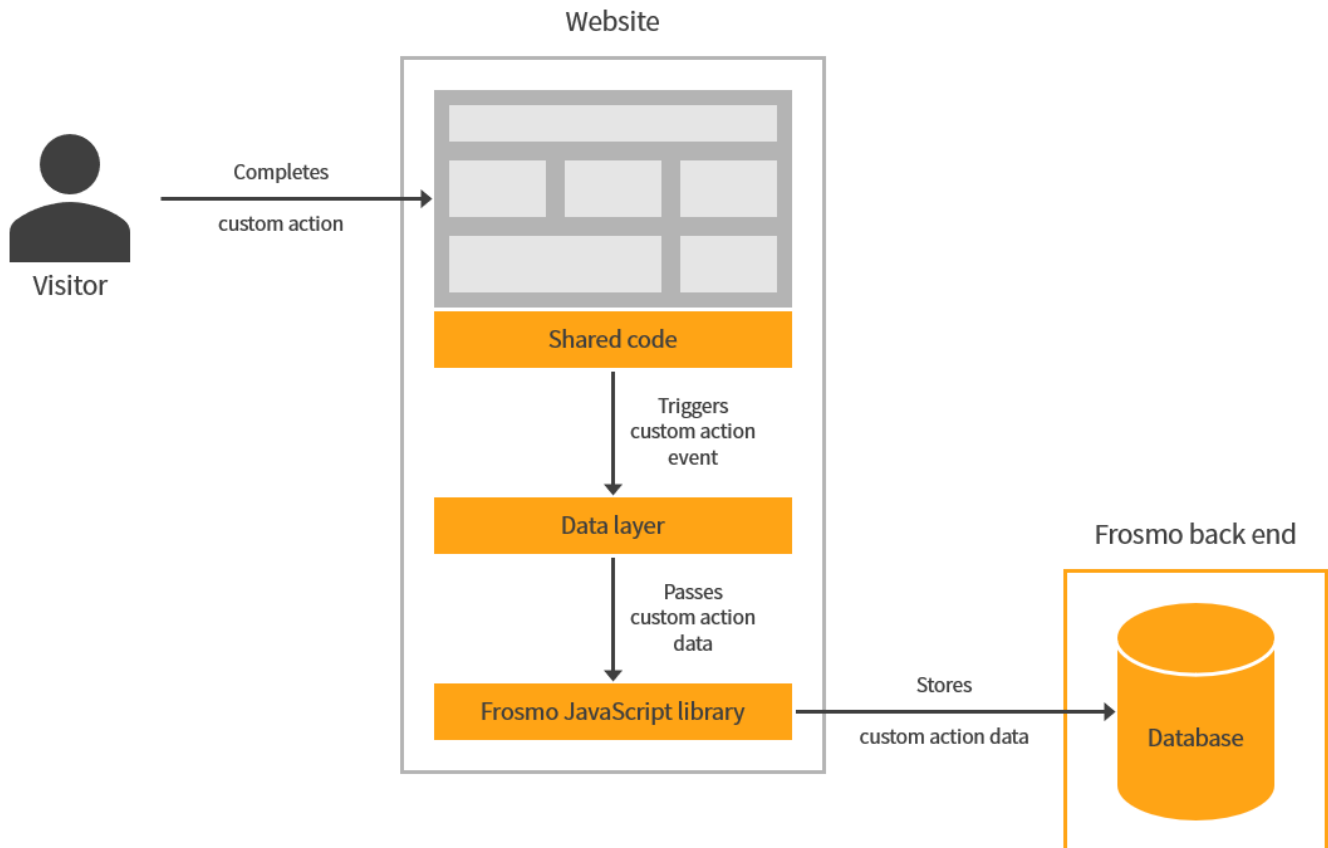 Website
Completes
custom action
Visitor
Shared code
Triggers
custom action
event
Data layer
Passes
custom action
data
Frosmo JavaScript library
Stores
custom action data
Frosmo back end
Database